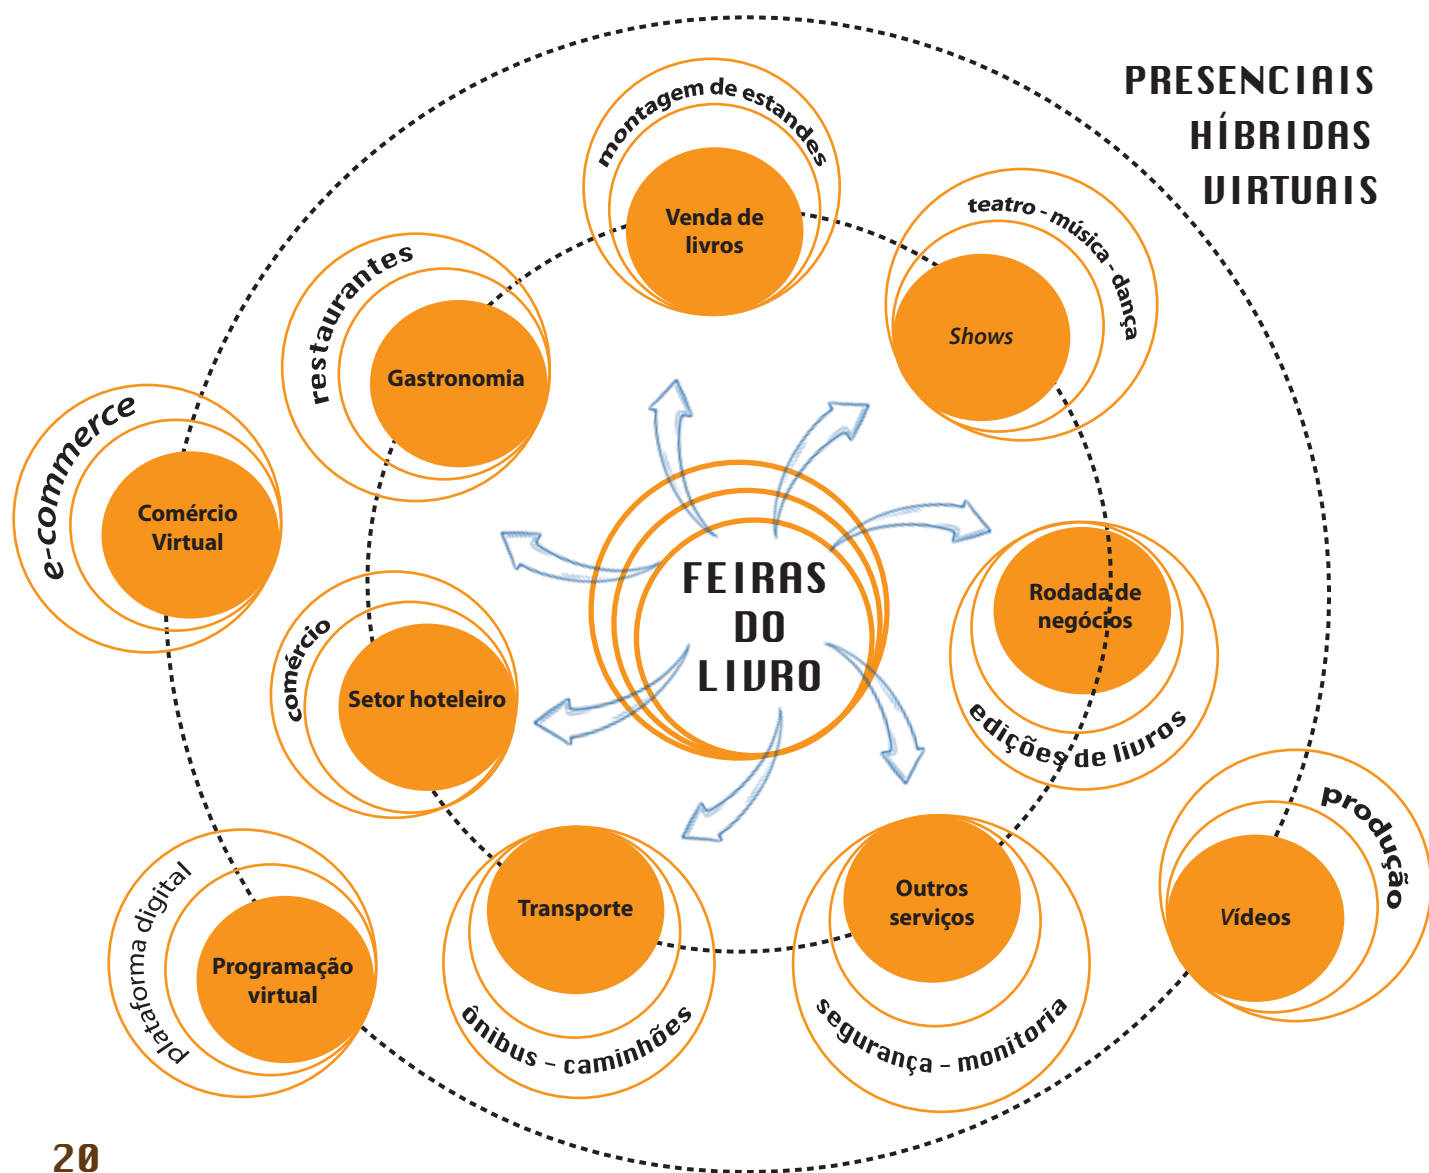 PRESENCIAIS
HÍBRIDAS
VIRTUAIS
montagem de estandes
Venda de
livros
teatro - música - dança
Shows
restaurantes
Gastronomia
e-commerce
Comércio
Virtual
FEIRAS
DO
LIVRO
Rodada de
negócios
edições de livros
comércio
Setor hoteleiro
produção
Vídeos
plataforma digital
Programação
virtual
Transporte
ônibus - caminhões
Outros
serviços
segurança - monitoria
20